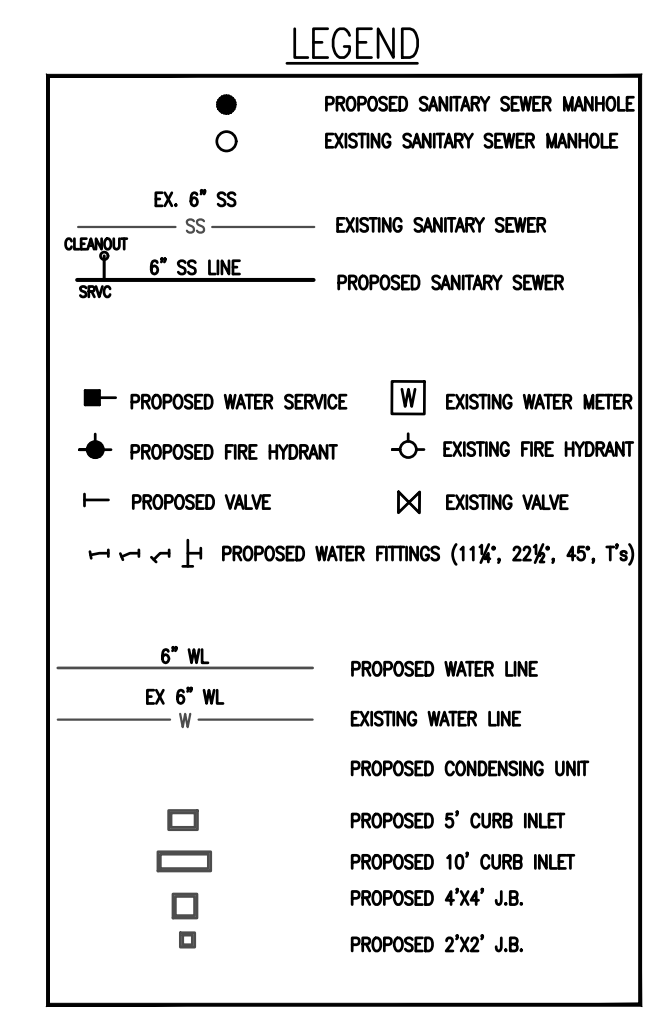 LEGEND
PROPOSED SANITARY SEWER MANHOLE
EXISTING SANITARY SEWER MANHOLE
EX. 6" SS
SS
EXISTING SANITARY SEWER
CLEANOUT
6" SS LINE
PROPOSED SANITARY SEWER
SRVC
PROPOSED WATER SERVICE
W
EXISTING WATER METER
PROPOSED FIRE HYDRANT
EXISTING FIRE HYDRANT
PROPOSED VALVE
EXISTING VALVE
PROPOSED WATER FITTINGS (11¼°, 22½°, 45°, T's)
6" WL
PROPOSED WATER LINE
EX 6" WL
W
EXISTING WATER LINE
PROPOSED CONDENSING UNIT
PROPOSED 5' CURB INLET
PROPOSED 10' CURB INLET
PROPOSED 4'X4' J.B.
PROPOSED 2'X2' J.B.